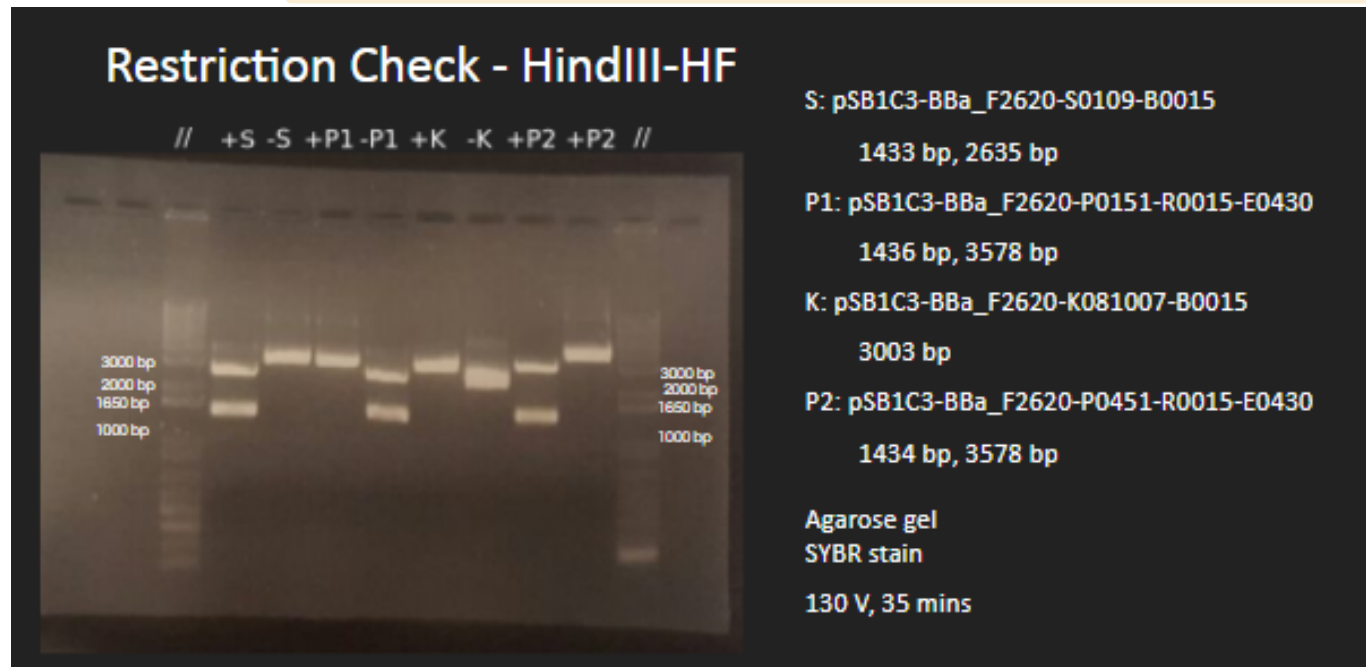 Restriction Check - HindIII-HF
// +S -S +P1 -P1 +K -K +P2 +P2 //
3000 bp
2000 bp
1650 bp
1000 bp
3000 bp
2000 bp
1650 bp
1000 bp
S: pSB1C3-BBa_F2620-S0109-B0015
1433 bp, 2635 bp
P1: pSB1C3-BBa_F2620-P0151-R0015-E0430
1436 bp, 3578 bp
K: pSB1C3-BBa_F2620-K081007-B0015
3003 bp
P2: pSB1C3-BBa_F2620-P0451-R0015-E0430
1434 bp, 3578 bp
Agarose gel
SYBR stain
130 V, 35 mins